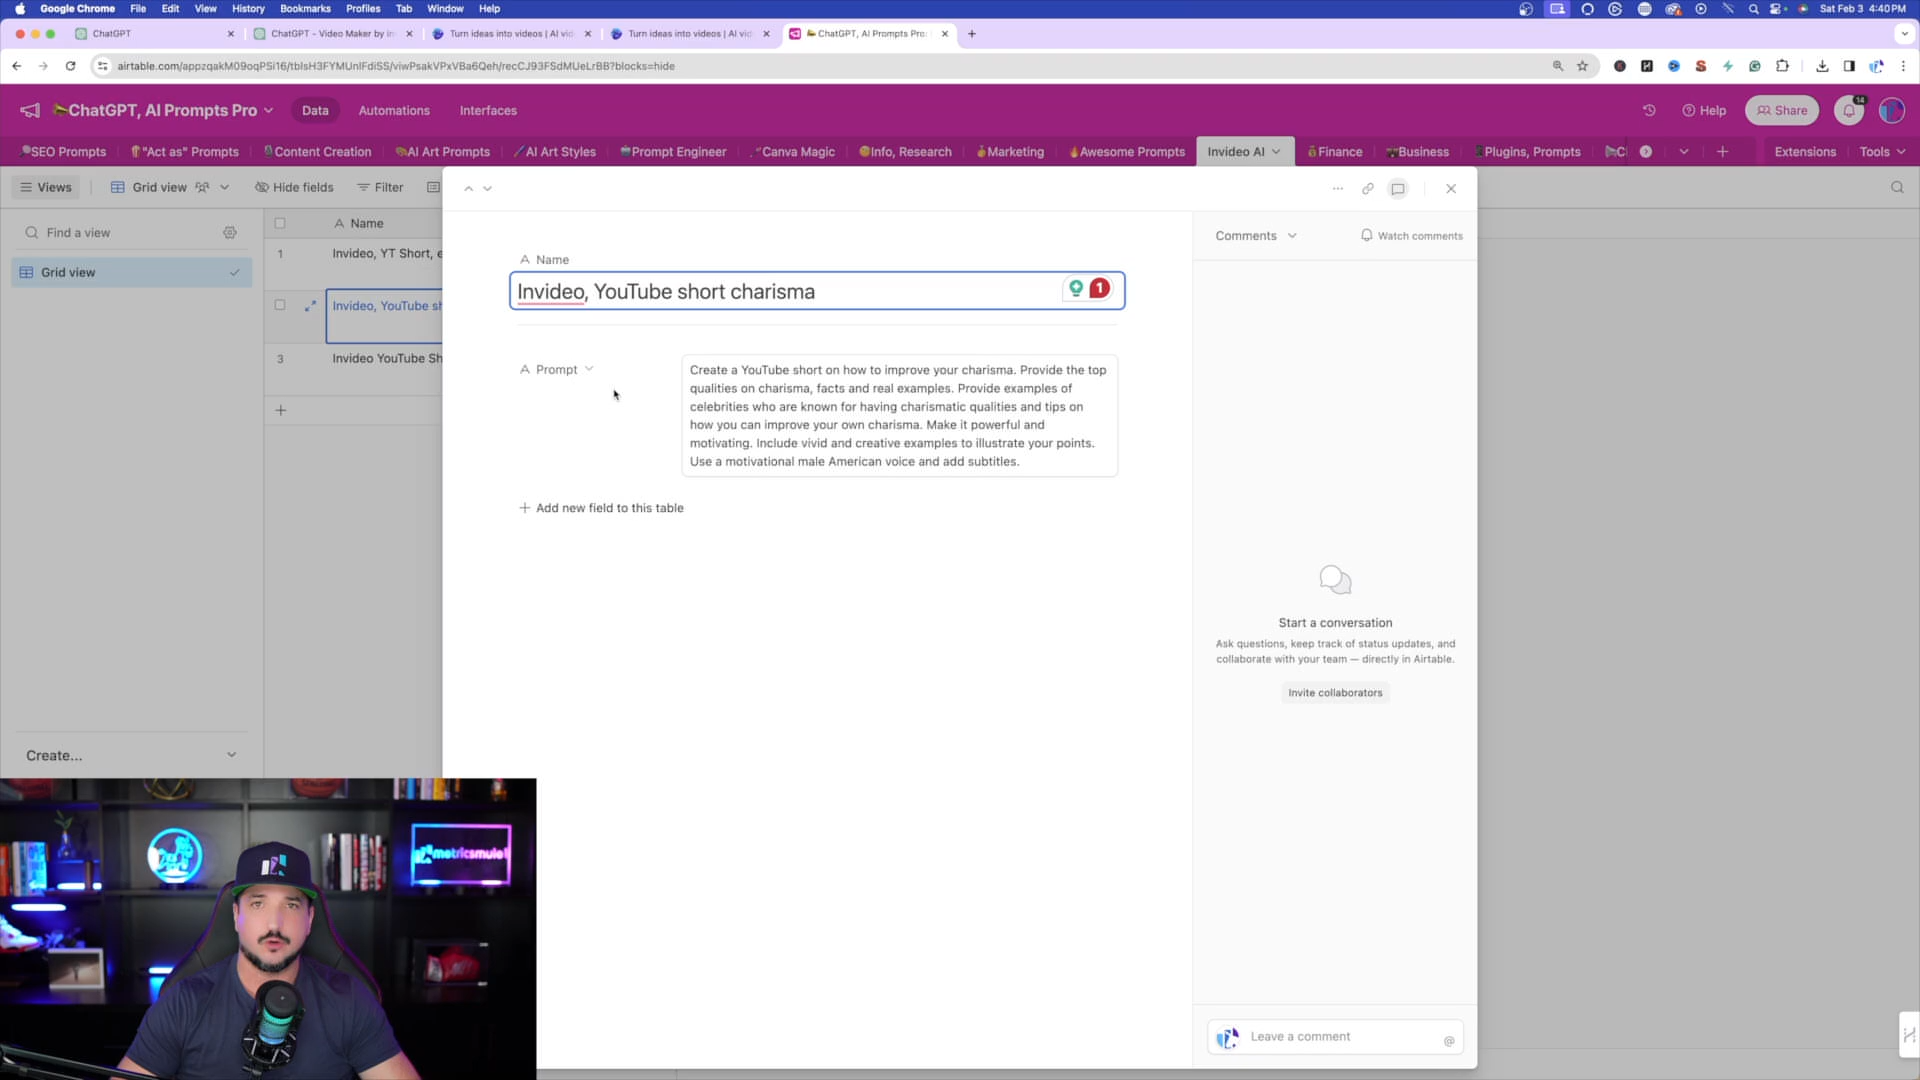 Google Chrome File Edit View History Bookmarks Profiles Tab Window Help Sat Feb 3 4:40PM
ChatGPT ChatGPT - Video Maker by in Turn ideas into videos | AI vid Turn ideas into videos | AI vid ChatGPT, AI Prompts Pro:
airtable.com/appzqakM09oqPSi16/tblsH3FYMUnlFdiSS/viwPsakVPxVBa6Qeh/recCJ93FSdMUeLrBB?blocks=hide
ChatGPT, AI Prompts Pro Data Automations Interfaces Help Share 14
SEO Prompts "Act as" Prompts Content Creation AI Art Prompts AI Art Styles Prompt Engineer Canva Magic Info, Research Marketing Awesome Prompts Invideo AI Finance Business Plugins, Prompts Extensions Tools
Views Grid view Hide fields Filter
Find a view
Name
Grid view
1 Invideo, YT Short, e
Invideo, YouTube sh
3 Invideo YouTube Sh
Create...
Name
Invideo, YouTube short charisma 1
Prompt
Create a YouTube short on how to improve your charisma. Provide the top
qualities on charisma, facts and real examples. Provide examples of
celebrities who are known for having charismatic qualities and tips on
how you can improve your own charisma. Make it powerful and
motivating. Include vivid and creative examples to illustrate your points.
Use a motivational male American voice and add subtitles.
+ Add new field to this table
Comments Watch comments
Start a conversation
Ask questions, keep track of status updates, and
collaborate with your team — directly in Airtable.
Invite collaborators
Leave a comment @
metricsmule